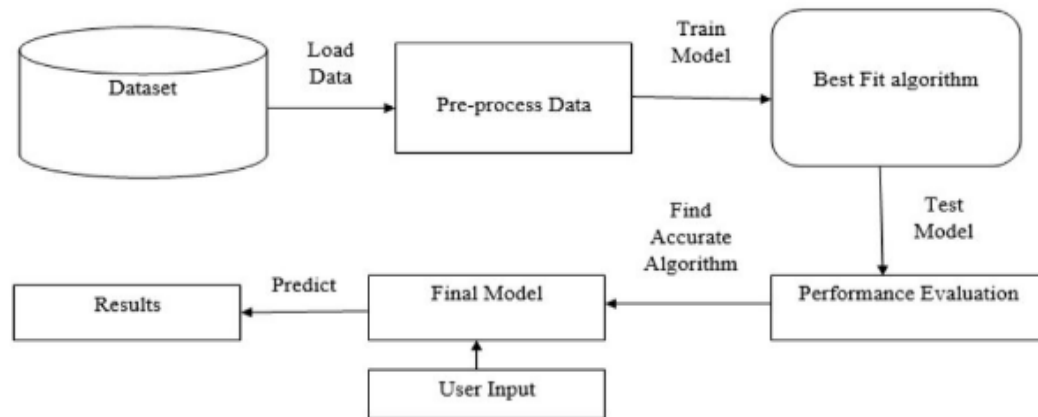 Dataset
Load
Data
Pre-process Data
Train
Model
Best Fit algorithm
Test
Model
Performance Evaluation
Find
Accurate
Algorithm
Final Model
User Input
Predict
Results